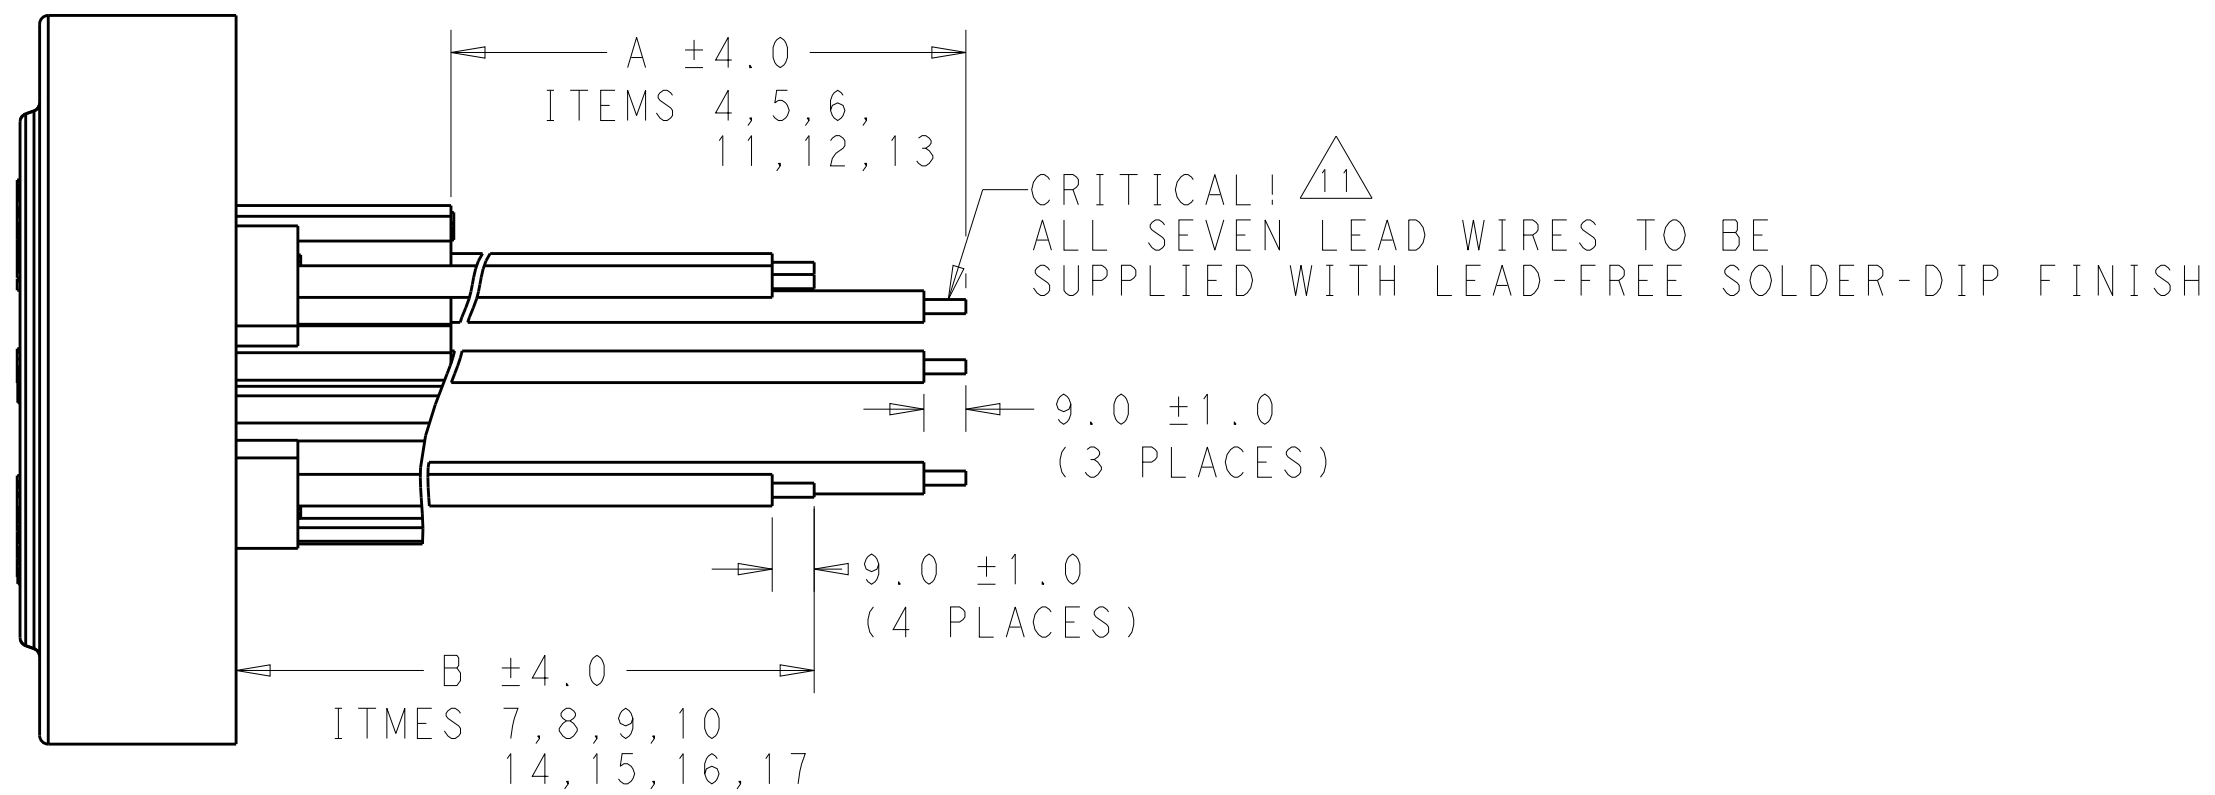 A ±4.0
ITEMS 4,5,6,
11,12,13
CRITICAL! 11
ALL SEVEN LEAD WIRES TO BE
SUPPLIED WITH LEAD-FREE SOLDER-DIP FINISH
9.0 ±1.0
(3 PLACES)
9.0 ±1.0
(4 PLACES)
B ±4.0
ITMES 7,8,9,10
14,15,16,17